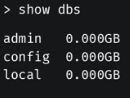 > show dbs
admin   0.000GB
config  0.000GB
local   0.000GB